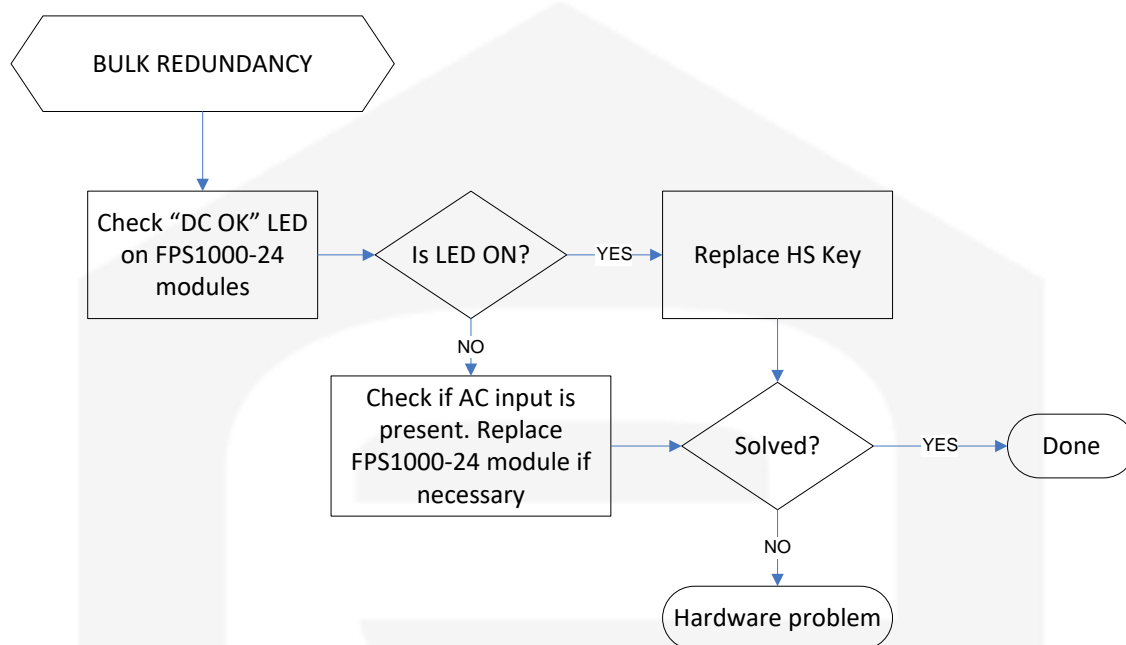 BULK REDUNDANCY
Check “DC OK” LED
on FPS1000-24
modules
Is LED ON?
YES
Replace HS Key
NO
Check if AC input is
present. Replace
FPS1000-24 module if
necessary
Solved?
YES
Done
NO
Hardware problem